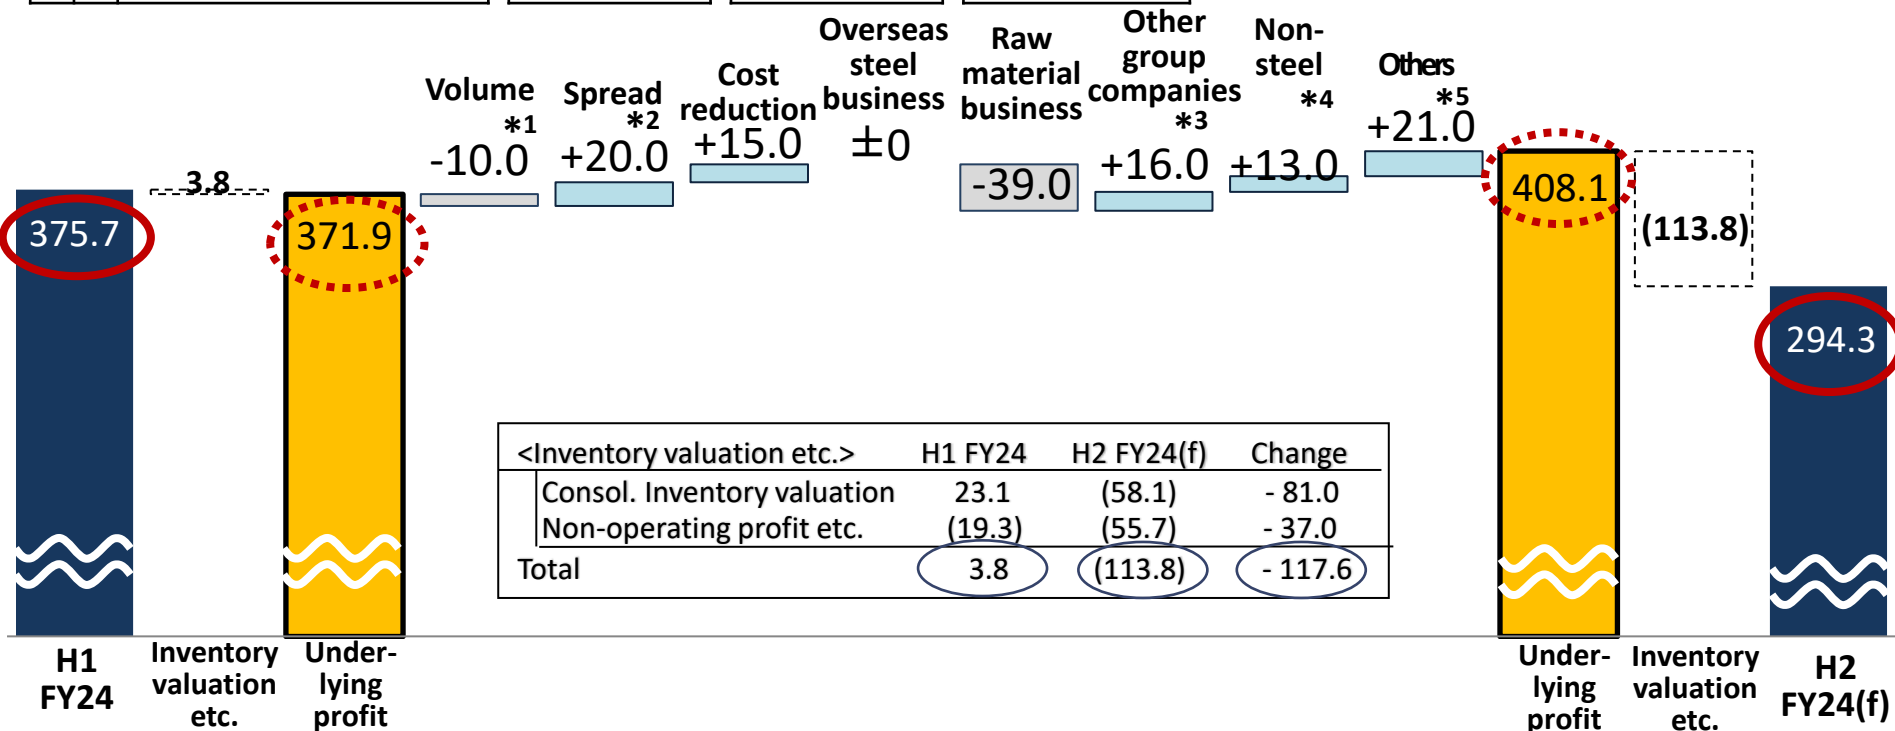 Volume
*1
-10.0
Spread
*2
+20.0
Cost
reduction
+15.0
Overseas
steel
business
±0
Raw
material
business
-39.0
Other
group
companies
*3
+16.0
Non-
steel
*4
+13.0
Others
*5
+21.0
375.7
3.8
371.9
408.1
(113.8)
294.3
<Inventory valuation etc.> H1 FY24 H2 FY24(f) Change
Consol. Inventory valuation 23.1 (58.1) - 81.0
Non-operating profit etc. (19.3) (55.7) - 37.0
Total 3.8 (113.8) - 117.6
H1
FY24
Inventory
valuation
etc.
Under-
lying
profit
Under-
lying
profit
Inventory
valuation
etc.
H2
FY24(f)